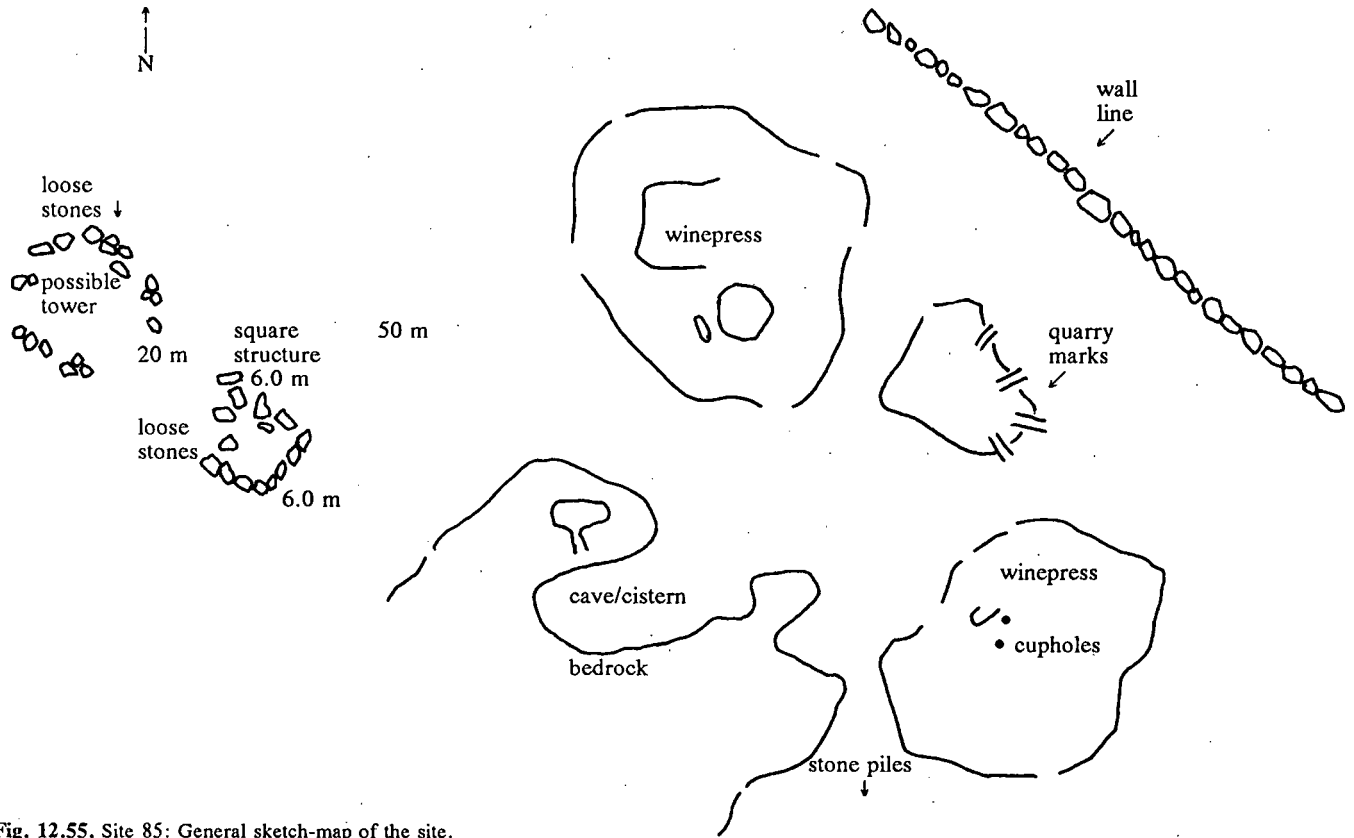 N
wall
line
loose
stones
winepress
possible
tower
20 m
square
structure
6.0 m
50 m
quarry
marks
loose
stones
6.0 m
winepress
cave/cistern
cupholes
bedrock
stone piles
Fig. 12.55. Site 85: General sketch-map of the site.